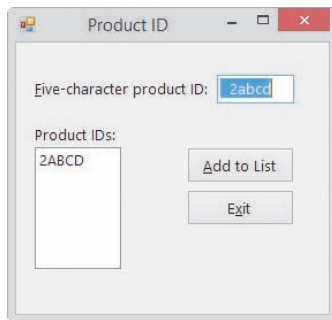 Product ID
Five-character product ID: 2abcd
Product IDs:
2ABCD
Add to List
Exit